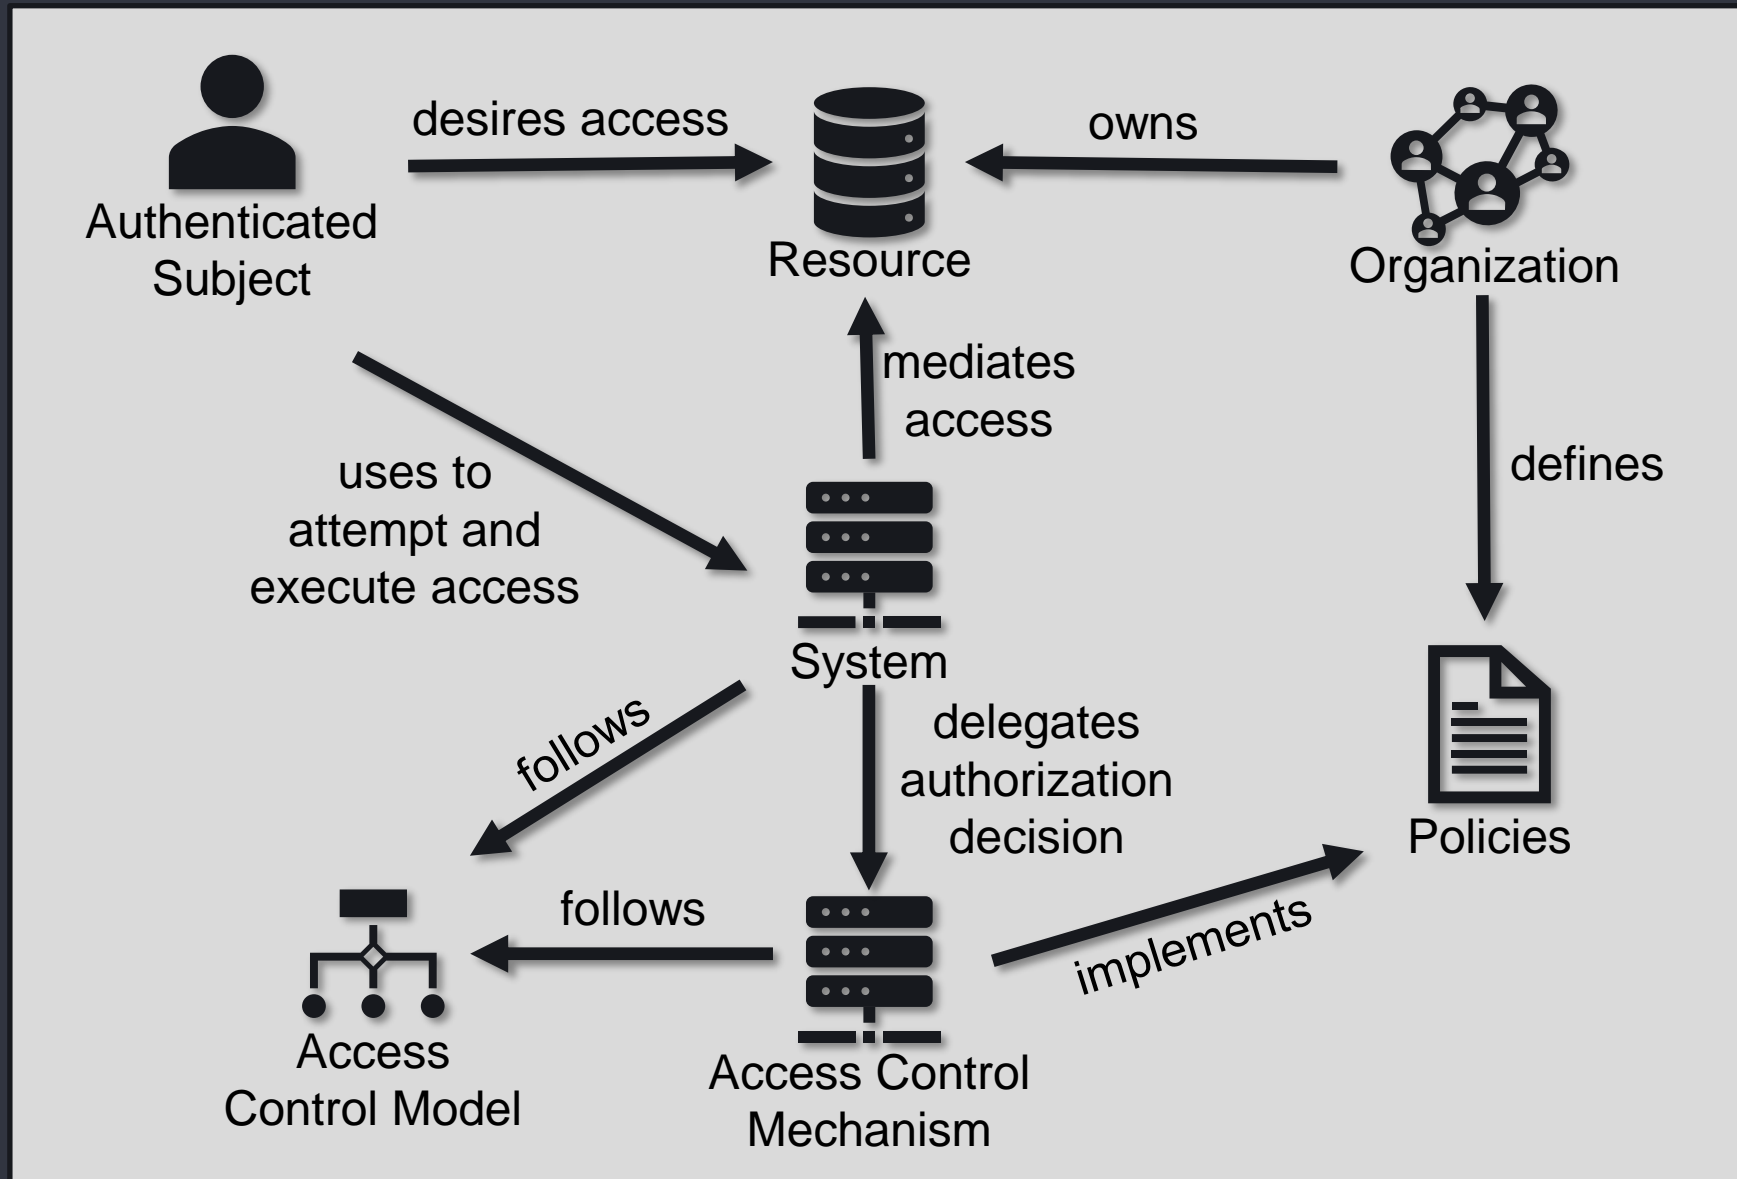 desires access
owns
Authenticated
Subject
Resource
Organization
mediates
access
uses to
attempt and
execute access
defines
System
follows
delegates
authorization
decision
Policies
follows
implements
Access
Control Model
Access Control
Mechanism